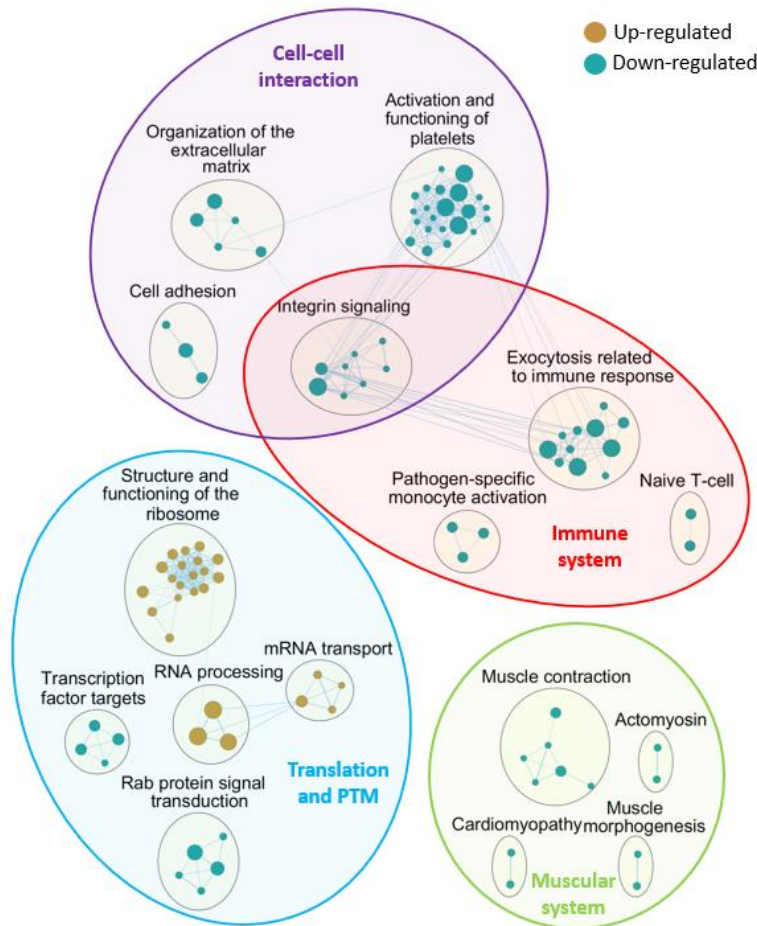 Up-regulated
Down-regulated
Cell-cell
interaction
Activation and
functioning of
platelets
Organization of the
extracellular
matrix
Cell adhesion
Integrin signaling
Exocytosis related
to immune response
Pathogen-specific
monocyte activation
Naive T-cell
Immune
system
Structure and
functioning of the
ribosome
mRNA transport
RNA processing
Transcription
factor targets
Translation
and PTM
Rab protein signal
transduction
Muscle contraction
Actomyosin
Cardiomyopathy
Muscle
morphogenesis
Muscular
system